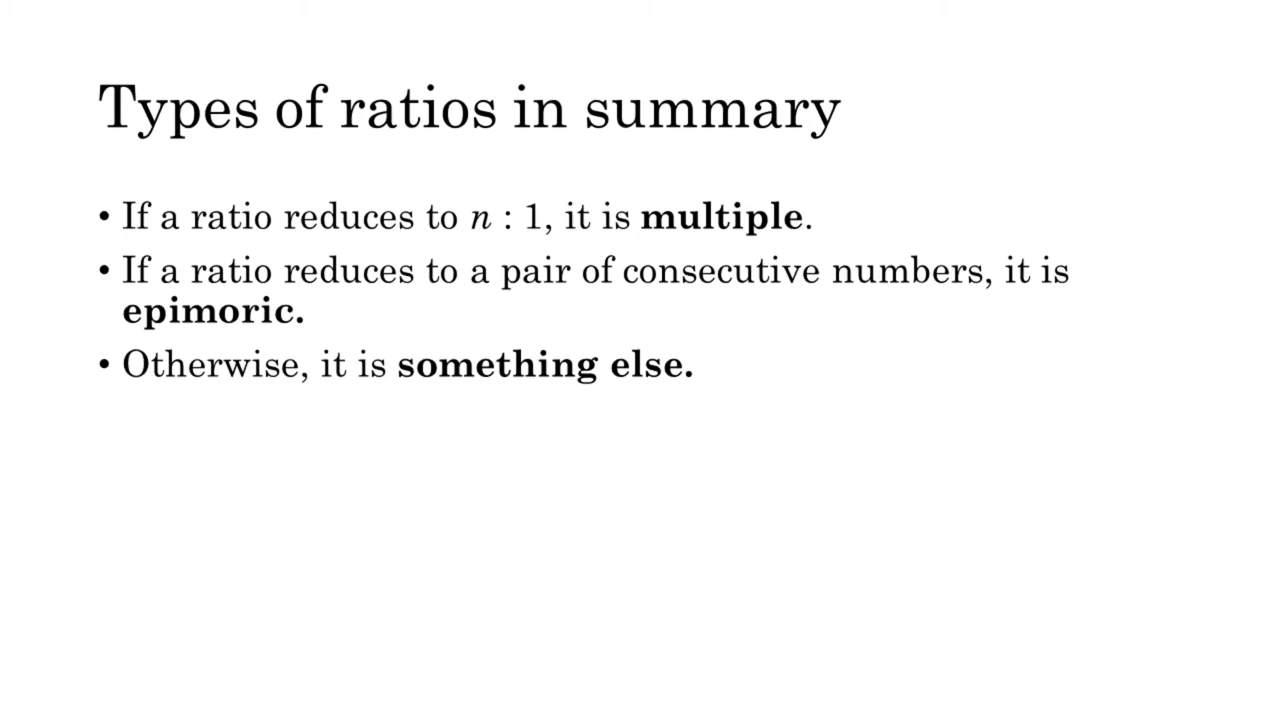 Types of ratios in summary
• If a ratio reduces to n : 1, it is multiple.
• If a ratio reduces to a pair of consecutive numbers, it is
epimoric.
• Otherwise, it is something else.